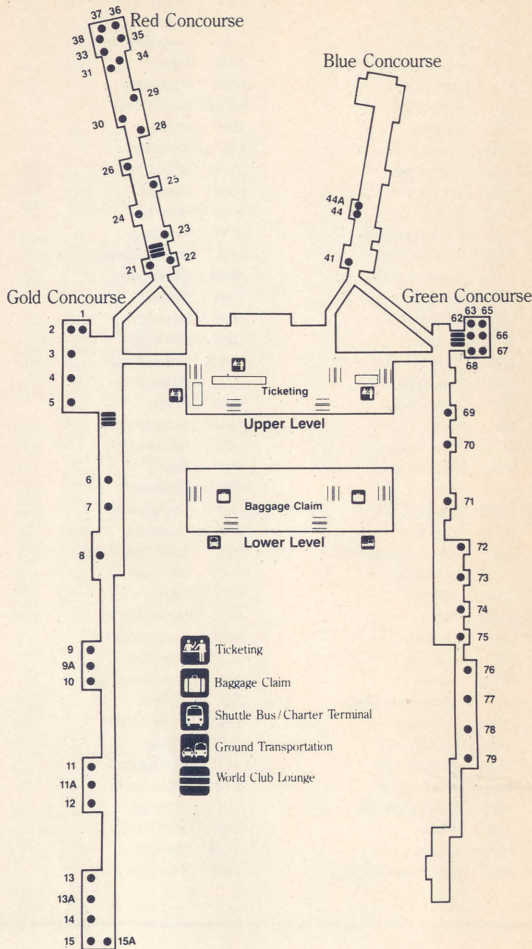 37 36
Red Concourse
38 35
33 34
31
29
30
28
26
25
24
23
21 22
Blue Concourse
44A
44
41
Gold Concourse
1
2
3
4
5
6
7
8
9
9A
10
11
11A
12
13
13A
14
15 15A
Green Concourse
62 63 65
66
67
68
69
70
71
72
73
74
75
76
77
78
79
Ticketing
Upper Level
Baggage Claim
Lower Level
Ticketing
Baggage Claim
Shuttle Bus/Charter Terminal
Ground Transportation
World Club Lounge